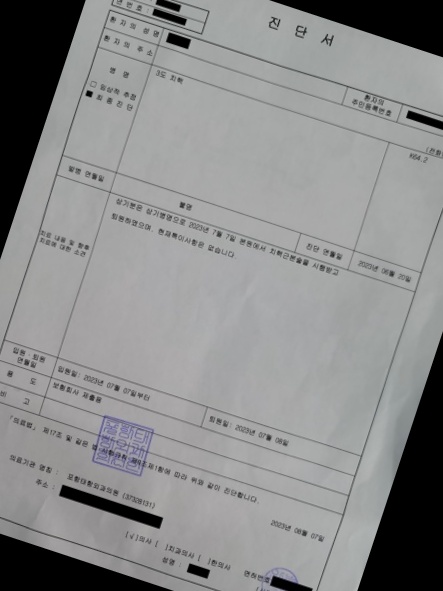 진 단 서
연 번 호 :
환 자 의 성 명
환 자 의 주 소
환자의
주민등록번호
병 명
3도 치핵
(전화
□ 임상적 추정
■ 최 종 진 단
K64.2
발병 연월일
불명
진단 연월일
2023년 06월 20일
치료 내용 및 향후
치료에 대한 소견
상기분은 상기병명으로 2023년 7월 7일 본원에서 치핵근본술을 시행받고
퇴원하였으며, 현재특이사항은 없습니다.
입원ㆍ퇴원
연월일
입원일: 2023년 07월 07일부터
퇴원일: 2023년 07월 08일
용 도
보험회사 제출용
비 고
「의료법」 제17조 및 같은 법 시행규칙 제9조제1항에 따라 위와 같이 진단합니다.
2023년 08월 07일
의료기관 명칭 : 포항대항외과의원 (37328131)
주소 :
[√]의사 [ ]치과의사 [ ]한의사 면허번호
성명 :